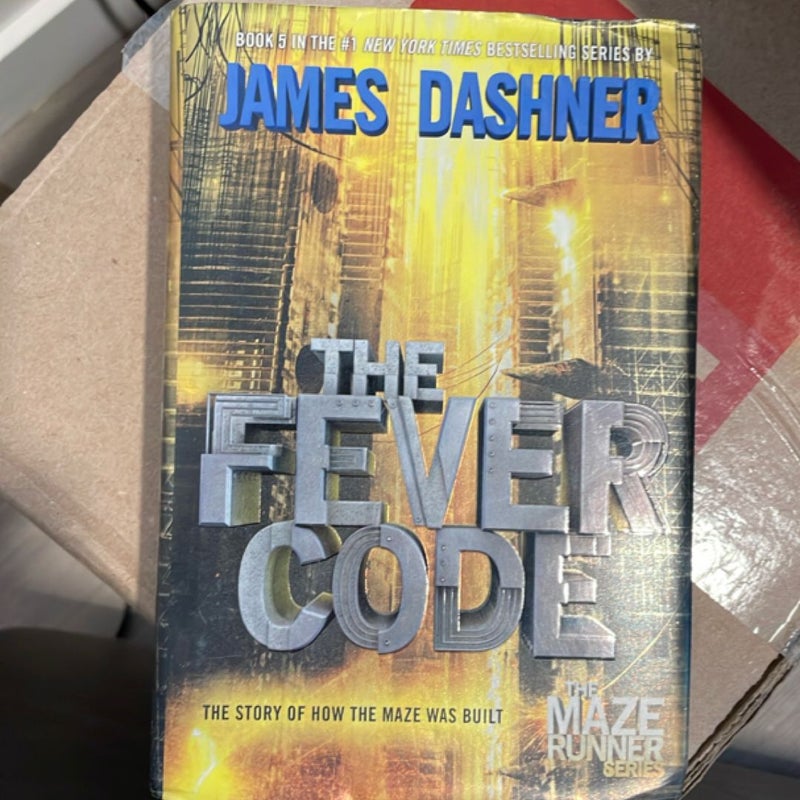 BOOK 5 IN THE #1 NEW YORK TIMES BESTSELLING SERIES BY
JAMES DASHNER
THE
FEVER
CODE
THE STORY OF HOW THE MAZE WAS BUILT
THE
MAZE
RUNNER
SERIES